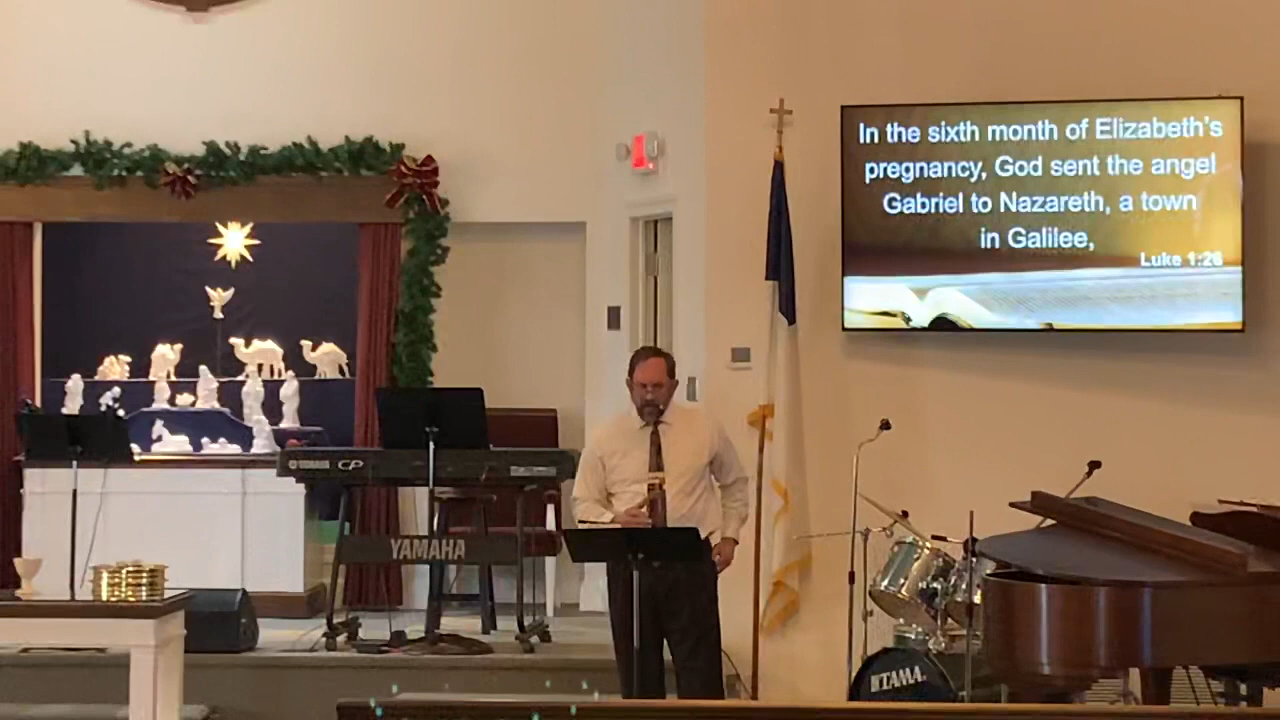 In the sixth month of Elizabeth's
pregnancy, God sent the angel
Gabriel to Nazareth, a town
in Galilee,
Luke 1:26
YAMAHA CP
YAMAHA
TAMA